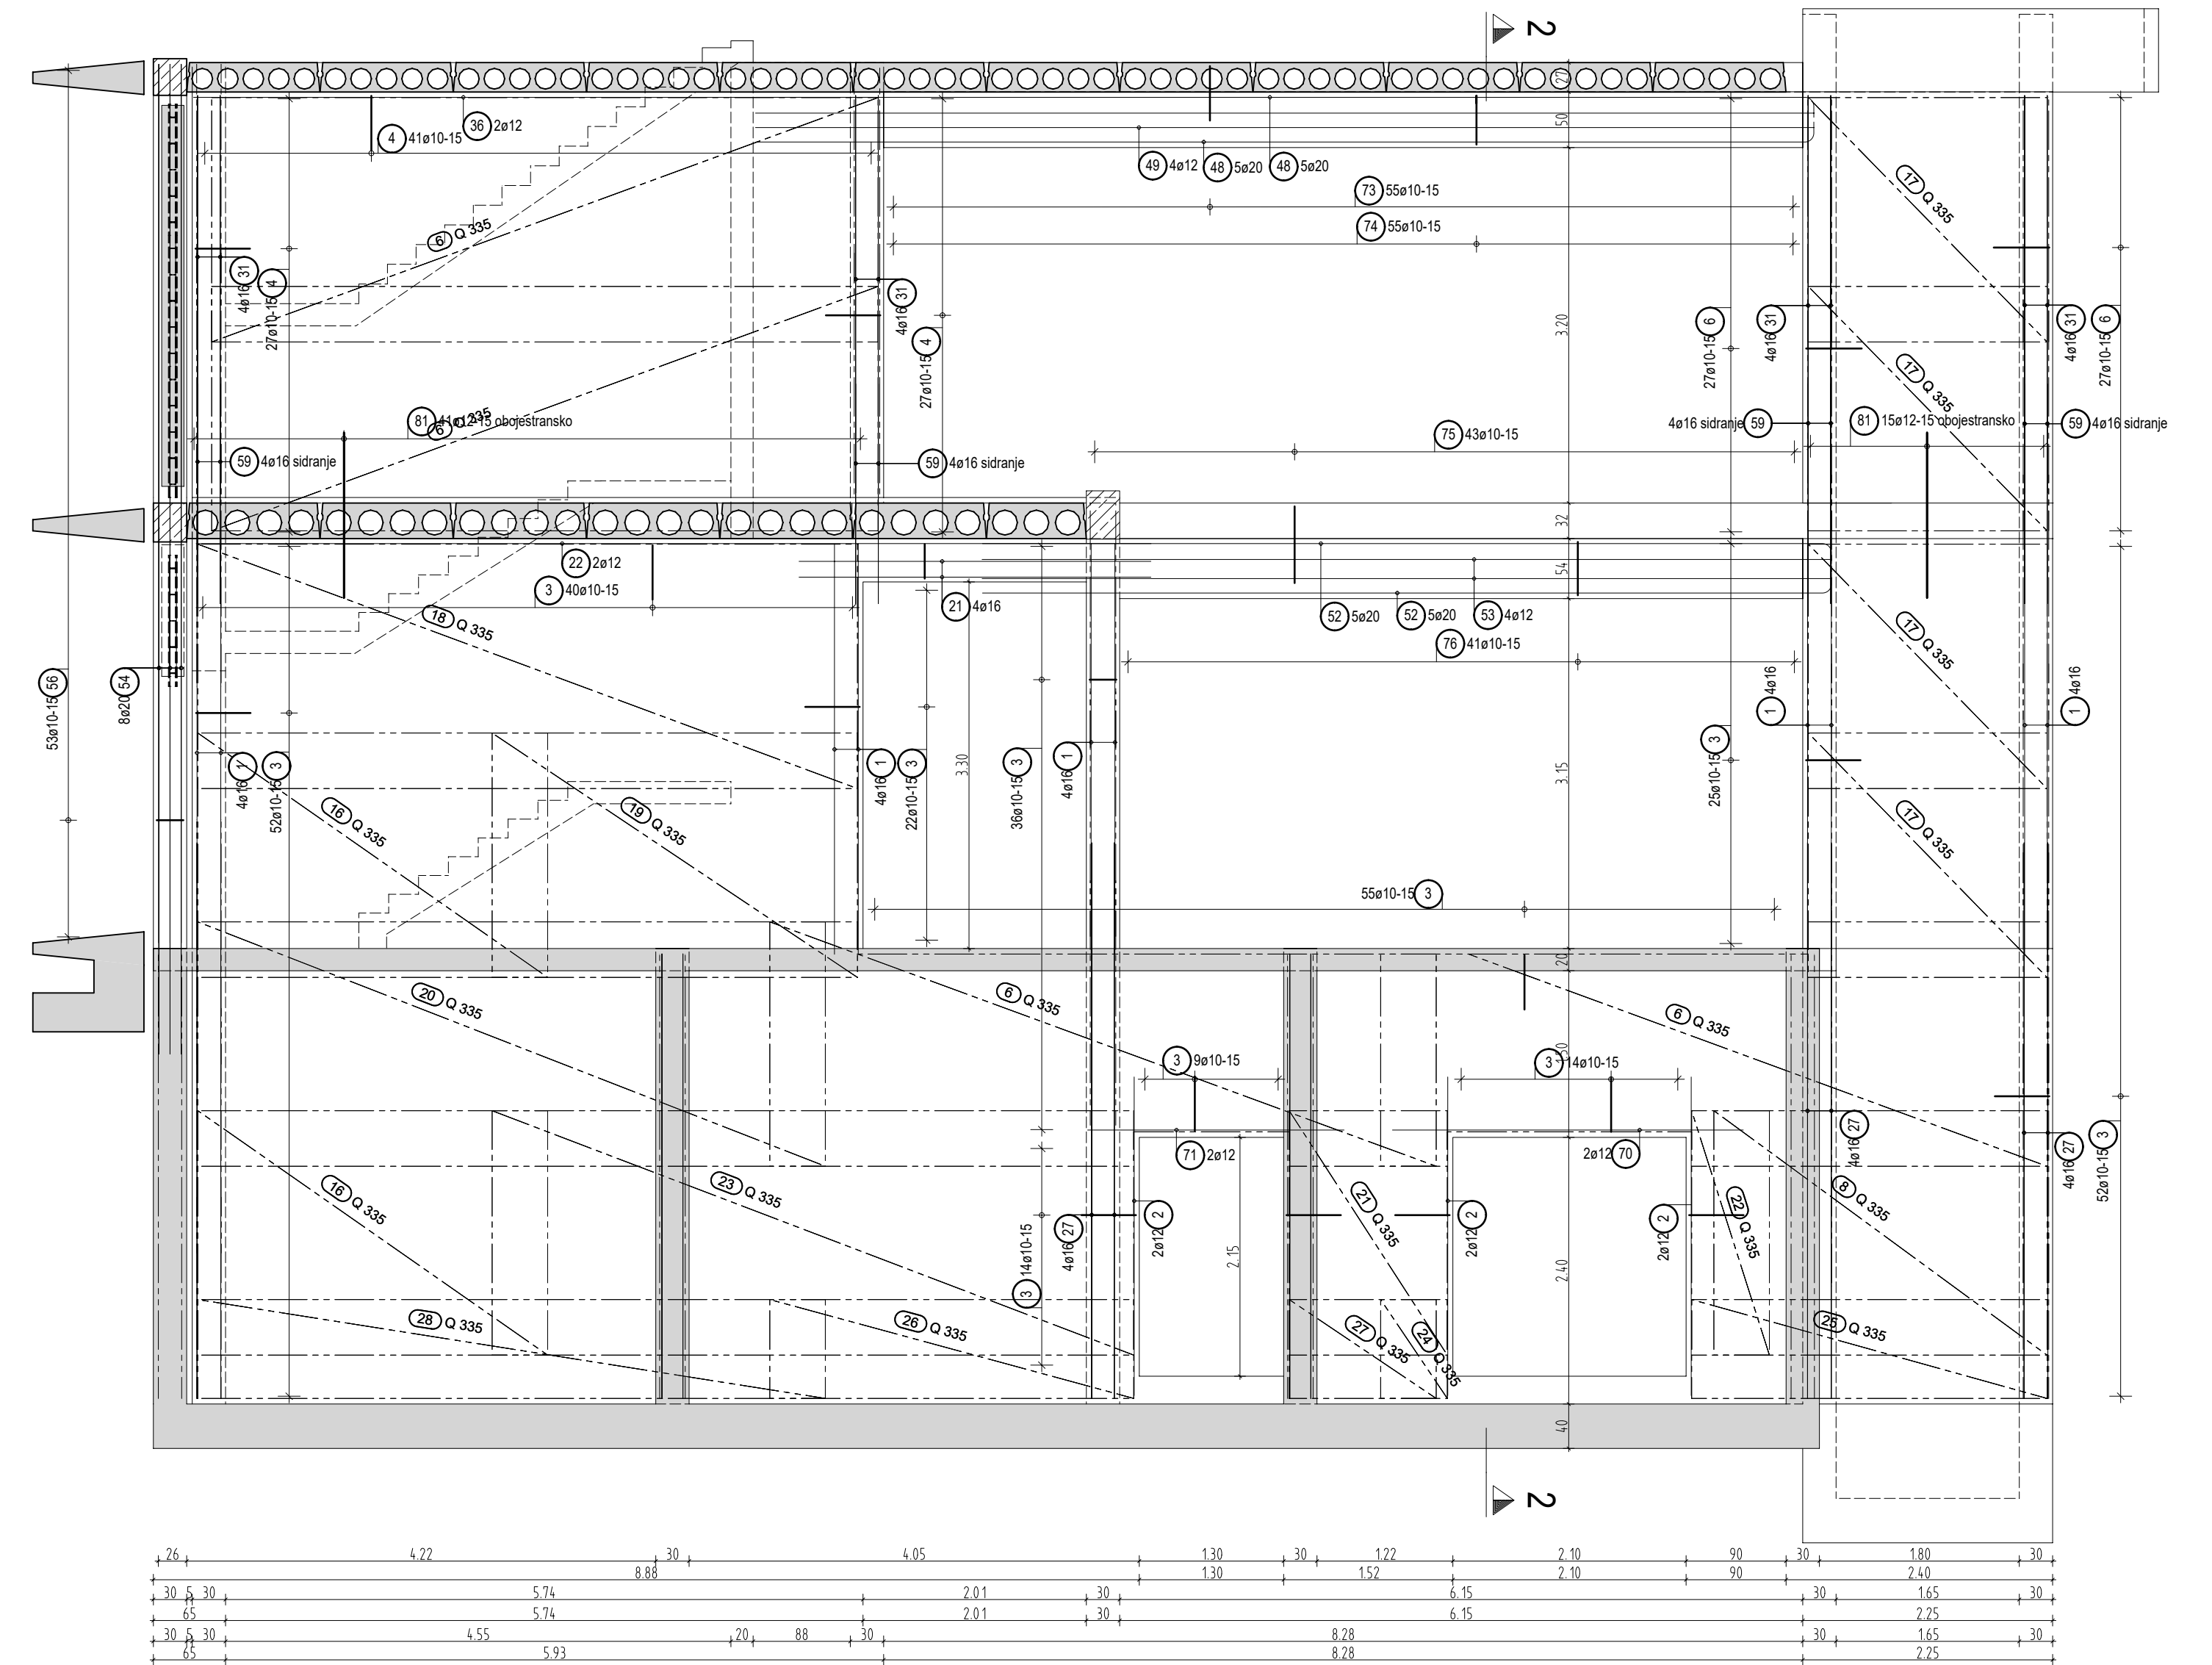 2
27
36 2ø12
4 41ø10-15
50
49 4ø12
48 5ø20
48 5ø20
73 55ø10-15
74 55ø10-15
17 Q 335
6 Q 335
4ø16 31
27ø10-15 4
4ø16 31
27ø10-15 4
3.20
27ø10-15 6
4ø16 31
4ø16 31
27ø10-15 6
17 Q 335
81 41ø12-15 obojestransko
6 Q 335
75 43ø10-15
4ø16 sidranje 59
81 15ø12-15 obojestransko
59 4ø16 sidranje
59 4ø16 sidranje
59 4ø16 sidranje
32
22 2ø12
3 40ø10-15
54
21 4ø16
52 5ø20
52 5ø20
53 4ø12
18 Q 335
17 Q 335
76 41ø10-15
53ø10-15 56
8ø20 54
1 4ø16
1 4ø16
4ø16 1
52ø10-15 3
4ø16 1
22ø10-15 3
3.30
36ø10-15 3
4ø16 1
3.15
25ø10-15 3
16 Q 335
19 Q 335
17 Q 335
55ø10-15 3
20
20 Q 335
6 Q 335
6 Q 335
3 9ø10-15
3 14ø10-15
71 2ø12
2ø12 70
4ø16 27
4ø16 27
52ø10-15 3
16 Q 335
23 Q 335
21 Q 335
22 Q 335
8 Q 335
4ø16 27
2ø12 2
2ø12 2
2ø12 2
2.15
2.40
3 14ø10-15
28 Q 335
26 Q 335
27 Q 335
24 Q 335
25 Q 335
40
2
26 4.22 30 4.05 1.30 30 1.22 2.10 90 30 1.80 30
8.88 1.30 1.52 2.10 90 2.40
30 5 30 5.74 2.01 30 6.15 30 1.65 30
65 5.74 2.01 30 6.15 2.25
30 5 30 4.55 20 88 30 8.28 30 1.65 30
65 5.93 8.28 2.25